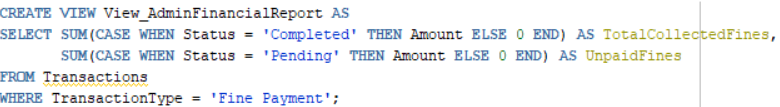 CREATE VIEW View_AdminFinancialReport AS
SELECT SUM(CASE WHEN Status = 'Completed' THEN Amount ELSE 0 END) AS TotalCollectedFines,
SUM(CASE WHEN Status = 'Pending' THEN Amount ELSE 0 END) AS UnpaidFines
FROM Transactions
WHERE TransactionType = 'Fine Payment';